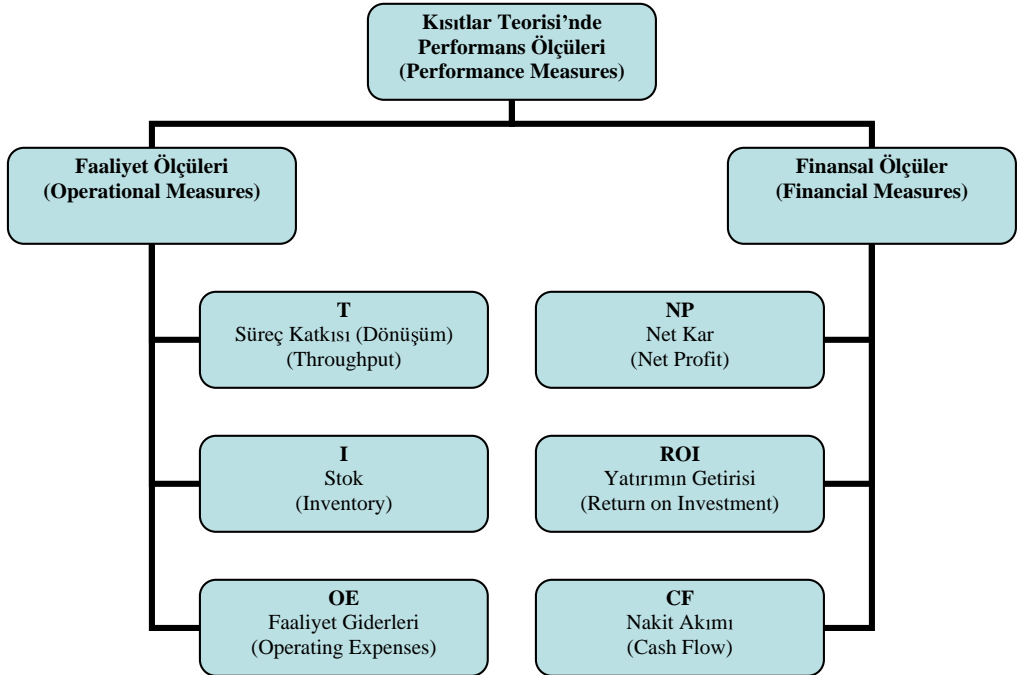 Kısıtlar Teorisi’nde
Performans Ölçüleri
(Performance Measures)
Faaliyet Ölçüleri
(Operational Measures)
Finansal Ölçüler
(Financial Measures)
T
Süreç Katkısı (Dönüşüm)
(Throughput)
NP
Net Kar
(Net Profit)
I
Stok
(Inventory)
ROI
Yatırımın Getirisi
(Return on Investment)
OE
Faaliyet Giderleri
(Operating Expenses)
CF
Nakit Akımı
(Cash Flow)